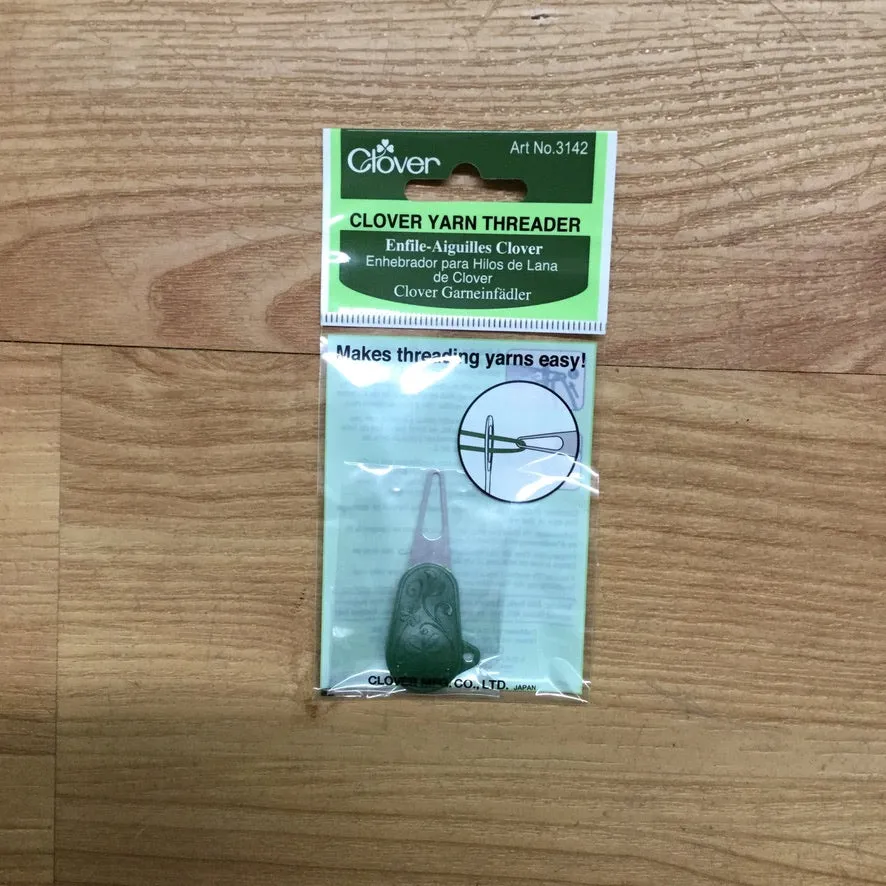 Clover
Art No.3142
CLOVER YARN THREADER
Enfile-Aiguilles Clover
Enhebrador para Hilos de Lana
de Clover
Clover Garneinfädler
Makes threading yarns easy!
CLOVER MFG. CO., LTD. JAPAN